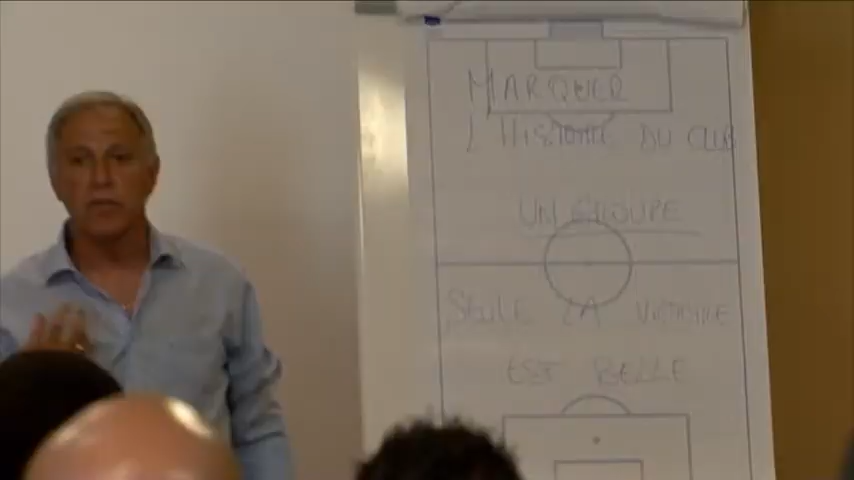 MARQUER
L'HISTOIRE DU CLUB
UN GROUPE
SEULE LA VICTOIRE
EST BELLE